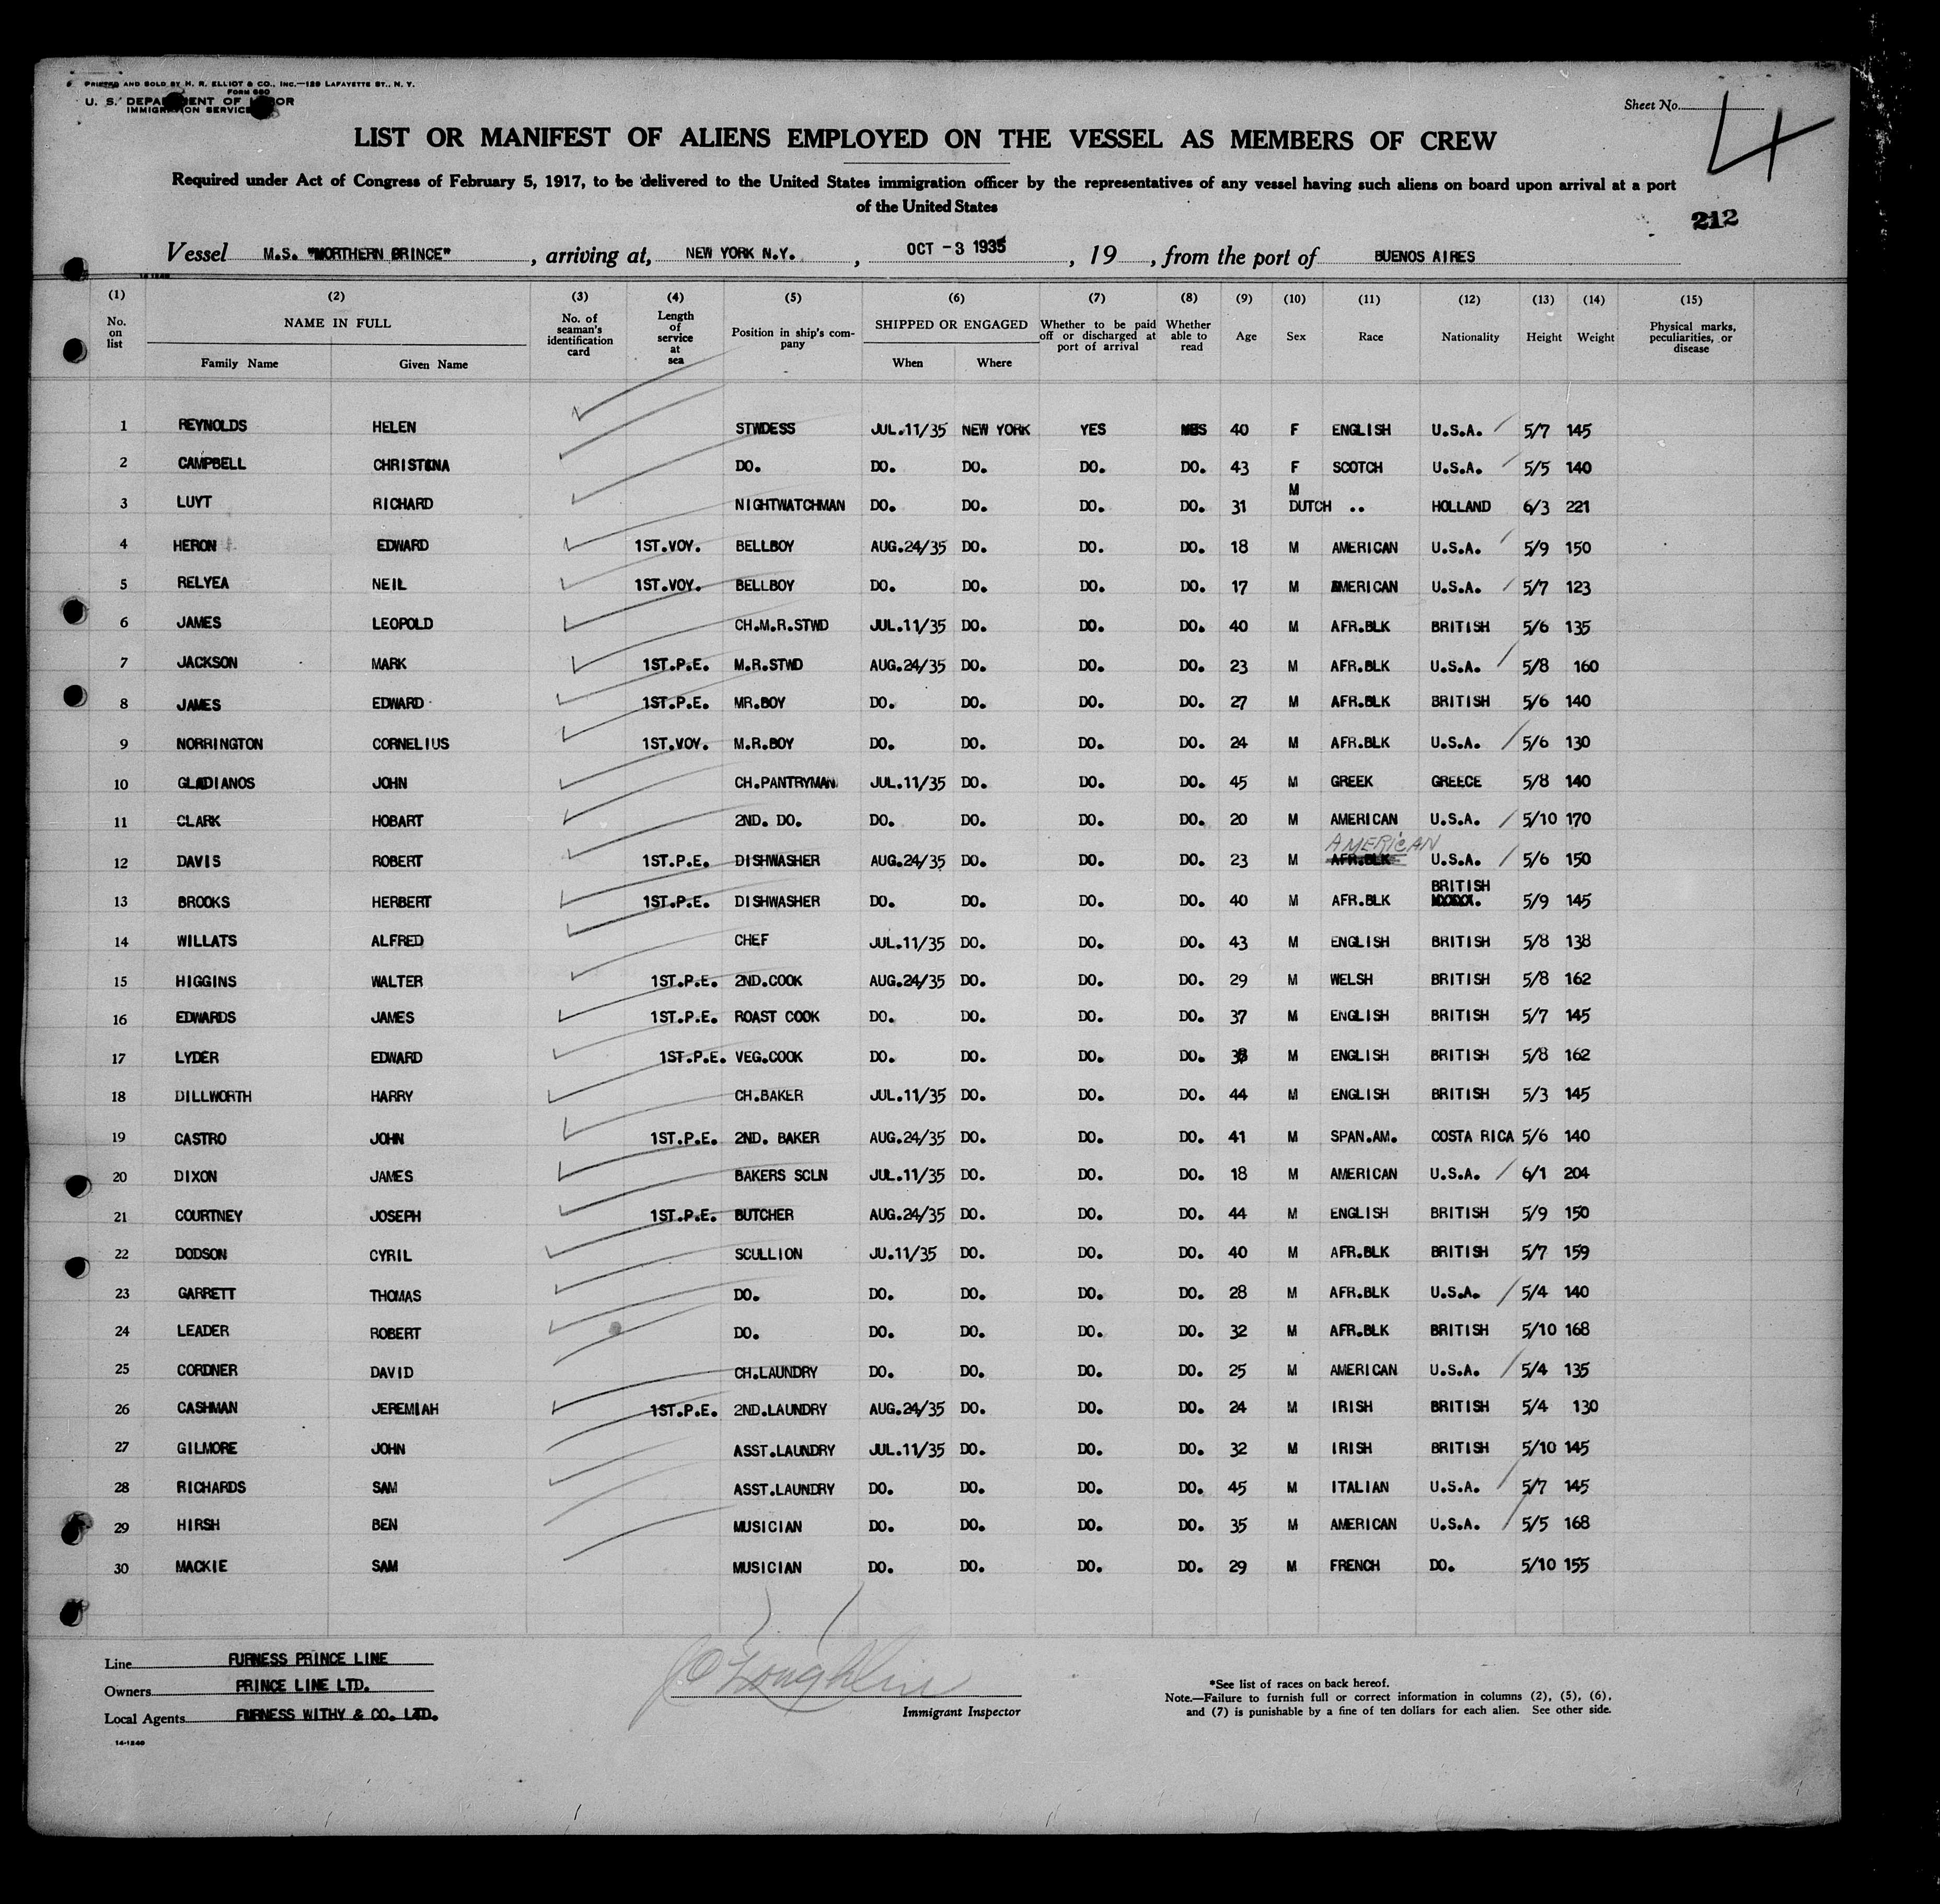 PRINTED AND SOLD BY H. R. ELLIOT & CO., INC.—129 LAFAYETTE ST., N. Y.
FORM 680
U. S. DEPARTMENT OF LABOR
IMMIGRATION SERVICE
Sheet No. 4
LIST OR MANIFEST OF ALIENS EMPLOYED ON THE VESSEL AS MEMBERS OF CREW
Required under Act of Congress of February 5, 1917, to be delivered to the United States immigration officer by the representatives of any vessel having such aliens on board upon arrival at a port
of the United States
212
Vessel M.S. "NORTHERN PRINCE", arriving at, NEW YORK N.Y., OCT -3 1935, 19, from the port of BUENOS AIRES
14-1240
(1) No. on list (2) NAME IN FULL Family Name Given Name (3) No. of seaman's identification card (4) Length of service at sea (5) Position in ship's company (6) SHIPPED OR ENGAGED When Where (7) Whether to be paid off or discharged at port of arrival (8) Whether able to read (9) Age (10) Sex (11) Race (12) Nationality (13) Height (14) Weight (15) Physical marks, peculiarities, or disease
1 REYNOLDS HELEN STWDESS JUL.11/35 NEW YORK YES 40 F ENGLISH U.S.A. 5/7 145
2 CAMPBELL CHRISTINA DO. DO. DO. DO. DO. 43 F SCOTCH U.S.A. 5/5 140
3 LUYT RICHARD NIGHTWATCHMAN DO. DO. DO. DO. 31 M DUTCH .. HOLLAND 6/3 221
4 HERON EDWARD 1ST.VOY. BELLBOY AUG.24/35 DO. DO. DO. 18 M AMERICAN U.S.A. 5/9 150
5 RELYEA NEIL 1ST.VOY. BELLBOY DO. DO. DO. DO. 17 M AMERICAN U.S.A. 5/7 123
6 JAMES LEOPOLD CH.M.R.STWD JUL.11/35 DO. DO. DO. 40 M AFR.BLK BRITISH 5/6 135
7 JACKSON MARK 1ST.P.E. M.R.STWD AUG.24/35 DO. DO. DO. 23 M AFR.BLK U.S.A. 5/8 160
8 JAMES EDWARD 1ST.P.E. MR.BOY DO. DO. DO. DO. 27 M AFR.BLK BRITISH 5/6 140
9 NORRINGTON CORNELIUS 1ST.VOY. M.R.BOY DO. DO. DO. DO. 24 M AFR.BLK U.S.A. 5/6 130
10 GLADIANOS JOHN CH.PANTRYMAN JUL.11/35 DO. DO. DO. 45 M GREEK GREECE 5/8 140
11 CLARK HOBART 2ND. DO. DO. DO. DO. DO. 20 M AMERICAN U.S.A. 5/10 170
12 DAVIS ROBERT 1ST.P.E. DISHWASHER AUG.24/35 DO. DO. DO. 23 M AFR.BLK AMERICAN U.S.A. 5/6 150
13 BROOKS HERBERT 1ST.P.E. DISHWASHER DO. DO. DO. DO. 40 M AFR.BLK BRITISH 5/9 145
14 WILLATS ALFRED CHEF JUL.11/35 DO. DO. DO. 43 M ENGLISH BRITISH 5/8 138
15 HIGGINS WALTER 1ST.P.E. 2ND.COOK AUG.24/35 DO. DO. DO. 29 M WELSH BRITISH 5/8 162
16 EDWARDS JAMES 1ST.P.E. ROAST COOK DO. DO. DO. DO. 37 M ENGLISH BRITISH 5/7 145
17 LYDER EDWARD 1ST.P.E. VEG.COOK DO. DO. DO. DO. M ENGLISH BRITISH 5/8 162
18 DILLWORTH HARRY CH.BAKER JUL.11/35 DO. DO. DO. 44 M ENGLISH BRITISH 5/3 145
19 CASTRO JOHN 1ST.P.E. 2ND. BAKER AUG.24/35 DO. DO. DO. 41 M SPAN.AM. COSTA RICA 5/6 140
20 DIXON JAMES BAKERS SCLN JUL.11/35 DO. DO. DO. 18 M AMERICAN U.S.A. 6/1 204
21 COURTNEY JOSEPH 1ST.P.E. BUTCHER AUG.24/35 DO. DO. DO. 44 M ENGLISH BRITISH 5/9 150
22 DODSON CYRIL SCULLION JU.11/35 DO. DO. DO. 40 M AFR.BLK BRITISH 5/7 159
23 GARRETT THOMAS DO. DO. DO. DO. DO. 28 M AFR.BLK U.S.A. 5/4 140
24 LEADER ROBERT DO. DO. DO. DO. DO. 32 M AFR.BLK BRITISH 5/10 168
25 CORDNER DAVID CH.LAUNDRY DO. DO. DO. DO. 25 M AMERICAN U.S.A. 5/4 135
26 CASHMAN JEREMIAH 1ST.P.E. 2ND.LAUNDRY AUG.24/35 DO. DO. DO. 24 M IRISH BRITISH 5/4 130
27 GILMORE JOHN ASST.LAUNDRY JUL.11/35 DO. DO. DO. 32 M IRISH BRITISH 5/10 145
28 RICHARDS SAM ASST.LAUNDRY DO. DO. DO. DO. 45 M ITALIAN U.S.A. 5/7 145
29 HIRSH BEN MUSICIAN DO. DO. DO. DO. 35 M AMERICAN U.S.A. 5/5 168
30 MACKIE SAM MUSICIAN DO. DO. DO. DO. 29 M FRENCH DO. 5/10 155
Line FURNESS PRINCE LINE
Owners PRINCE LINE LTD.
Local Agents FURNESS WITHY & CO. LTD.
14-1240
JO'Loughlin
Immigrant Inspector
*See list of races on back hereof.
Note.—Failure to furnish full or correct information in columns (2), (5), (6),
and (7) is punishable by a fine of ten dollars for each alien. See other side.